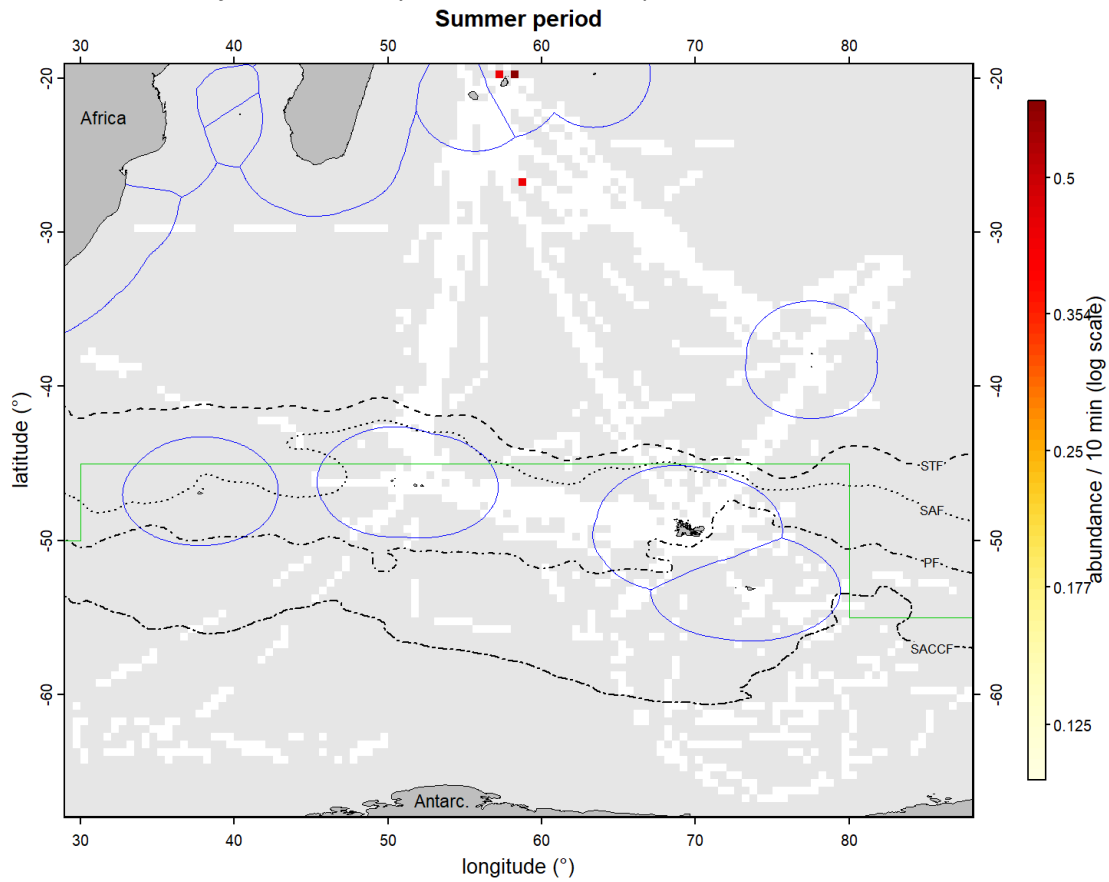 Summer period
30 40 50 60 70 80
-20 -20
Africa
0.5
-30 -30
0.354
latitude (°)
abundance / 10 min (log scale)
-40 -40
STF
0.25
SAF
-50 -50
PF
0.177
SACCF
-60 -60
0.125
Antarc.
30 40 50 60 70 80
longitude (°)